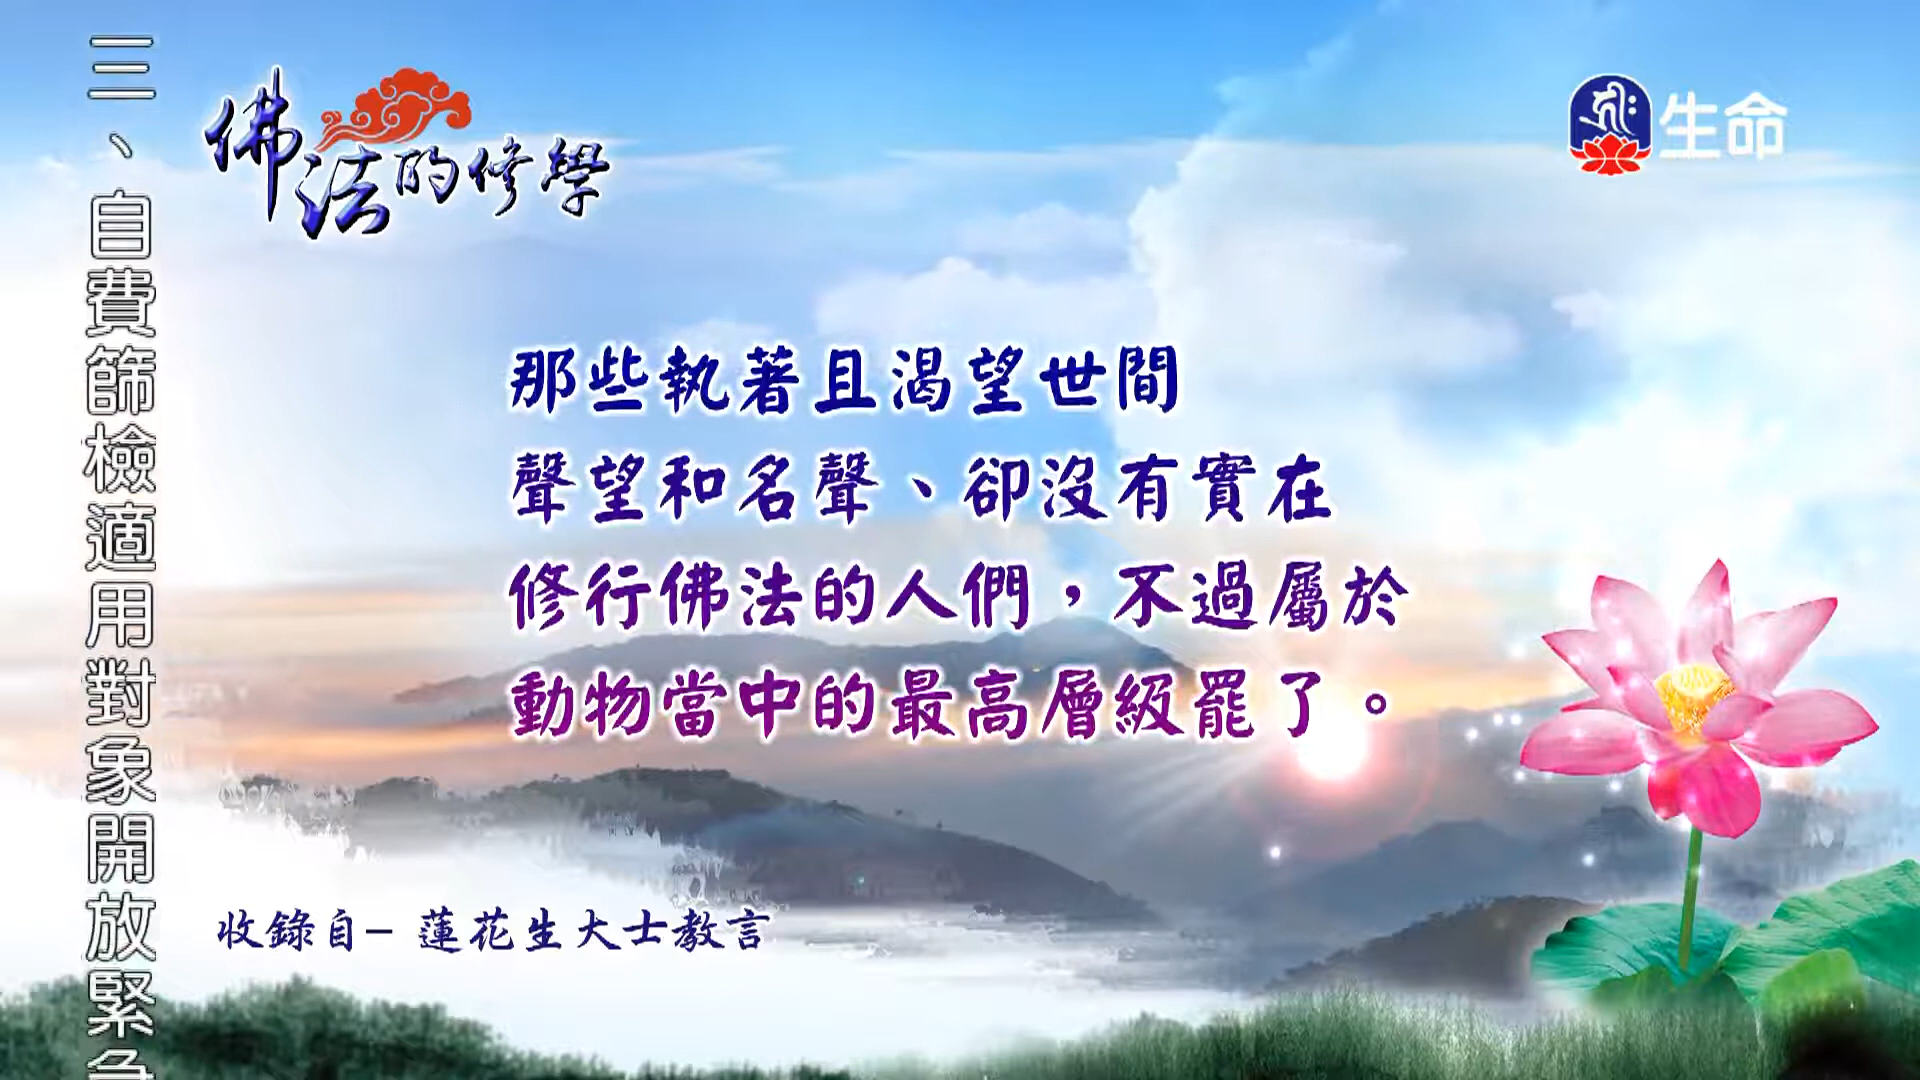 三、自費篩檢適用對象開放緊急
佛法的修學
生命
那些執著且渴望世間
聲望和名聲、卻沒有實在
修行佛法的人們，不過屬於
動物當中的最高層級罷了。
收錄自- 蓮花生大士教言